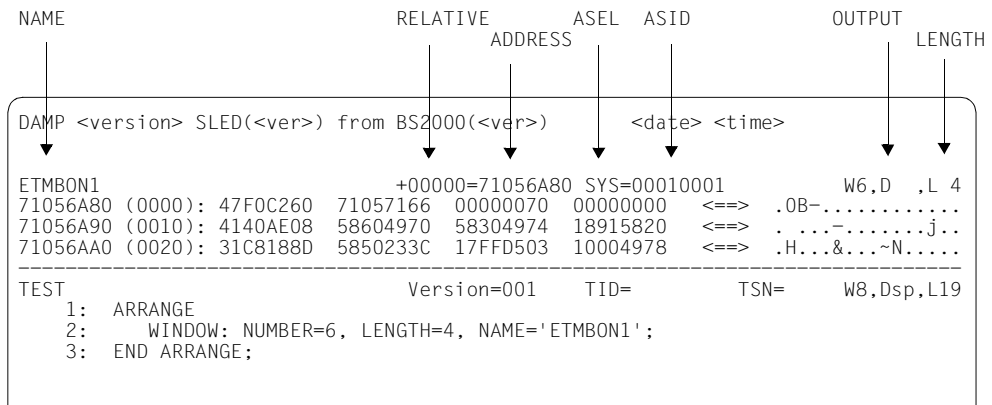 NAME RELATIVE ASEL ASID OUTPUT
ADDRESS LENGTH
DAMP <version> SLED(<ver>) from BS2000(<ver>) <date> <time>
ETMBON1 +00000=71056A80 SYS=00010001 W6,D ,L 4
71056A80 (0000): 47F0C260 71057166 00000070 00000000 <==> .0B-............
71056A90 (0010): 4140AE08 58604970 58304974 18915820 <==> . ...-.......j..
71056AA0 (0020): 31C8188D 5850233C 17FFD503 10004978 <==> .H...&...~N.....
TEST Version=001 TID= TSN= W8,Dsp,L19
1: ARRANGE
2: WINDOW: NUMBER=6, LENGTH=4, NAME='ETMBON1';
3: END ARRANGE;